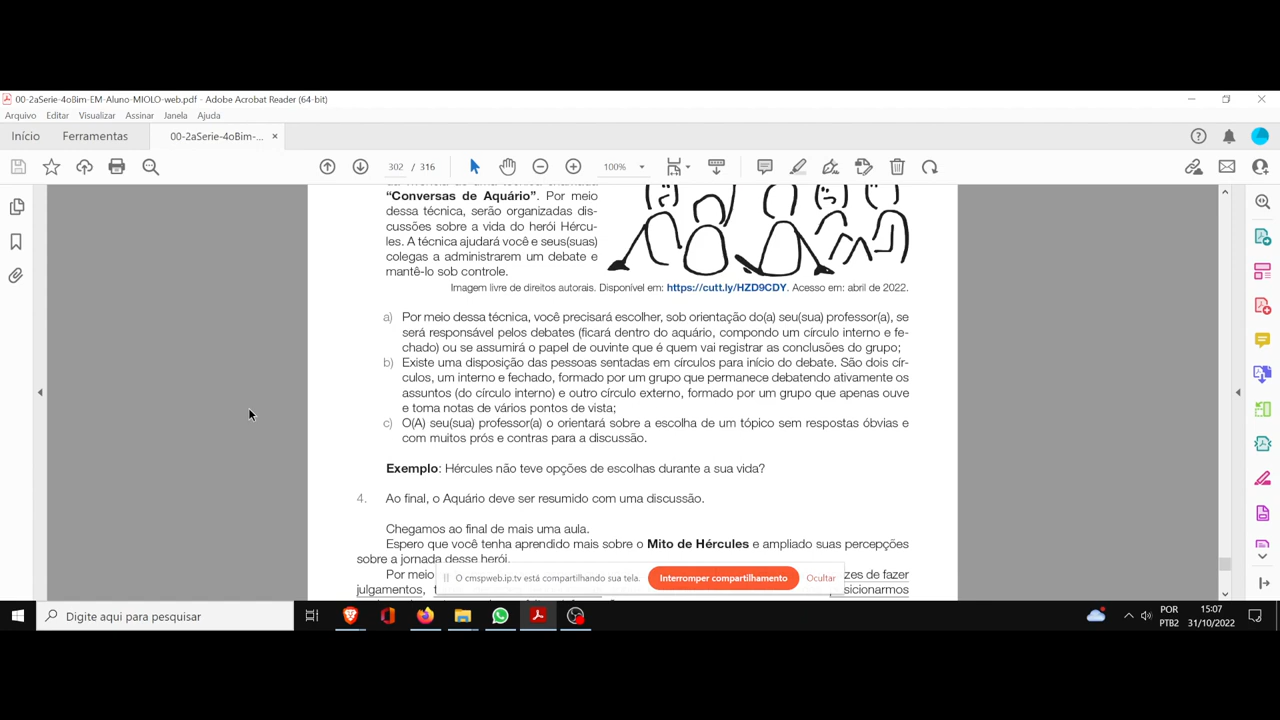 00-2aSerie-4oBim-EM-Aluno-MIOLO-web.pdf - Adobe Acrobat Reader (64-bit)
Arquivo Editar Visualizar Assinar Janela Ajuda
Início Ferramentas 00-2aSerie-4oBim-... ×
302 / 316 100%
“Conversas de Aquário”. Por meio
dessa técnica, serão organizadas dis-
cussões sobre a vida do herói Hércu-
les. A técnica ajudará você e seus(suas)
colegas a administrarem um debate e
mantê-lo sob controle.
Imagem livre de direitos autorais. Disponível em: https://cutt.ly/HZD9CDY. Acesso em: abril de 2022.
a) Por meio dessa técnica, você precisará escolher, sob orientação do(a) seu(sua) professor(a), se
será responsável pelos debates (ficará dentro do aquário, compondo um círculo interno e fe-
chado) ou se assumirá o papel de ouvinte que é quem vai registrar as conclusões do grupo;
b) Existe uma disposição das pessoas sentadas em círculos para início do debate. São dois cír-
culos, um interno e fechado, formado por um grupo que permanece debatendo ativamente os
assuntos (do círculo interno) e outro círculo externo, formado por um grupo que apenas ouve
e toma notas de vários pontos de vista;
c) O(A) seu(sua) professor(a) o orientará sobre a escolha de um tópico sem respostas óbvias e
com muitos prós e contras para a discussão.
Exemplo: Hércules não teve opções de escolhas durante a sua vida?
4. Ao final, o Aquário deve ser resumido com uma discussão.
Chegamos ao final de mais uma aula.
Espero que você tenha aprendido mais sobre o Mito de Hércules e ampliado suas percepções
sobre a jornada desse herói.
Por meio zes de fazer
julgamentos, sicionarmos
O cmspweb.ip.tv está compartilhando sua tela. Interromper compartilhamento Ocultar
Digite aqui para pesquisar
POR 15:07
PTB2 31/10/2022